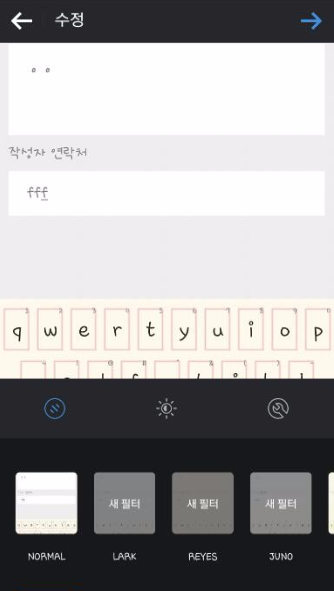 수정
ㅇㅇ
작성자 연락처
fff
q w e r t y u i o p
새 필터 새 필터 새 필터
NORMAL LARK REYES JUNO